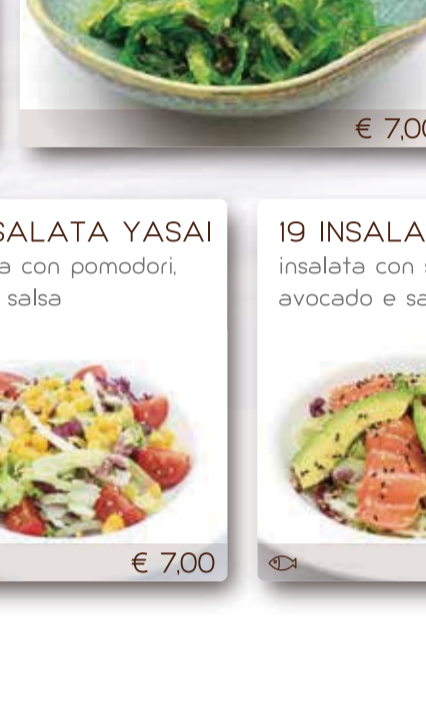 € 7,00
SALATA YASAI
a con pomodori,
salsa
€ 7,00
19 INSALA
insalata con s
avocado e sa